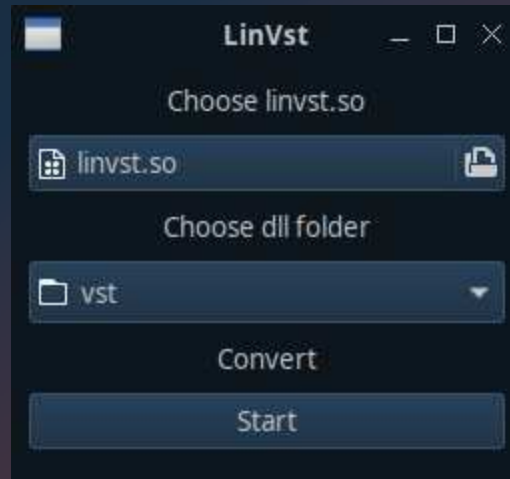 LinVst
Choose linvst.so
linvst.so
Choose dll folder
vst
Convert
Start